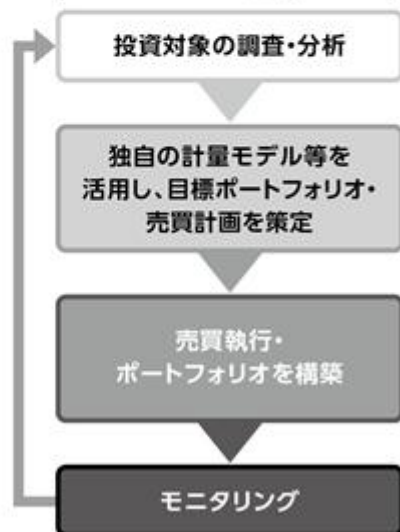 投資対象の調査・分析
独自の計量モデル等を
活用し、目標ポートフォリオ・
売買計画を策定
売買執行・
ポートフォリオを構築
モニタリング